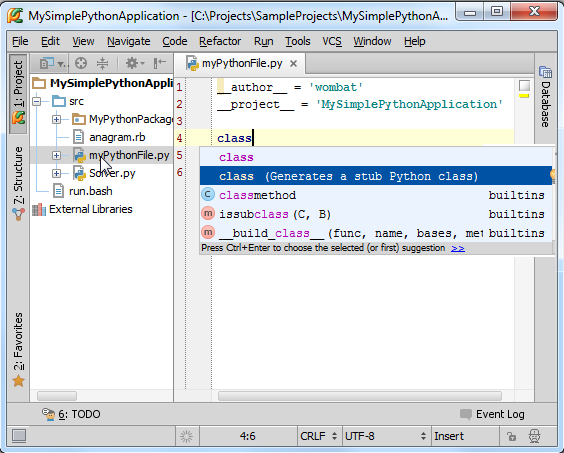 MySimplePythonApplication - [C:\Projects\SampleProjects\MySimplePythonA...
File Edit View Navigate Code Refactor Run Tools VCS Window Help
1: Project
7: Structure
2: Favorites
MySimplePythonAppli
src
MyPythonPackage
anagram.rb
myPythonFile.py
Solver.py
run.bash
External Libraries
myPythonFile.py
1 __author__ = 'wombat'
2 __project__ = 'MySimplePythonApplication'
3
4 class
5
6
class
class (Generates a stub Python class)
classmethod builtins
issubclass(C, B) builtins
__build_class__(func, name, bases, met builtins
Press Ctrl+Enter to choose the selected (or first) suggestion >>
Database
6: TODO
Event Log
4:6 CRLF UTF-8 Insert